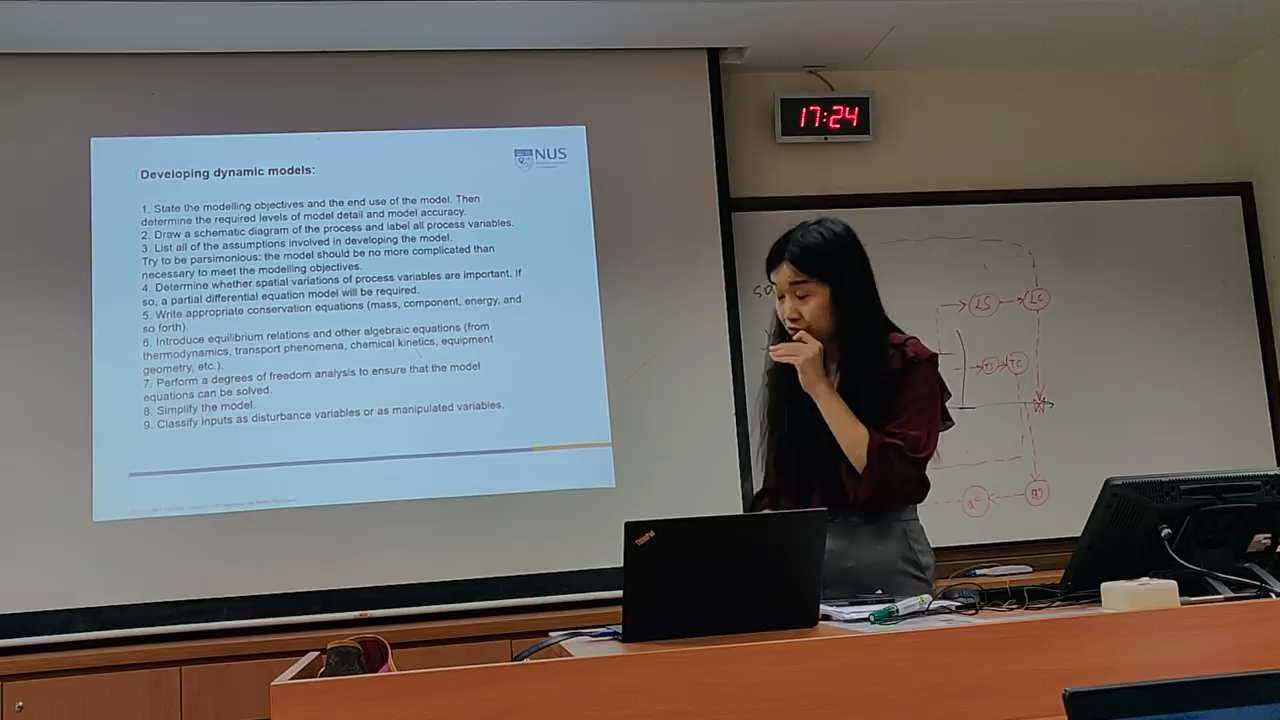 17:24
NUS
Developing dynamic models:
1. State the modelling objectives and the end use of the model. Then
determine the required levels of model detail and model accuracy.
2. Draw a schematic diagram of the process and label all process variables.
3. List all of the assumptions involved in developing the model.
Try to be parsimonious: the model should be no more complicated than
necessary to meet the modelling objectives.
4. Determine whether spatial variations of process variables are important. If
so, a partial differential equation model will be required.
5. Write appropriate conservation equations (mass, component, energy, and
so forth).
6. Introduce equilibrium relations and other algebraic equations (from
thermodynamics, transport phenomena, chemical kinetics, equipment
geometry, etc.).
7. Perform a degrees of freedom analysis to ensure that the model
equations can be solved.
8. Simplify the model.
9. Classify inputs as disturbance variables or as manipulated variables.
LS
LC
TS
TC
ThinkPad